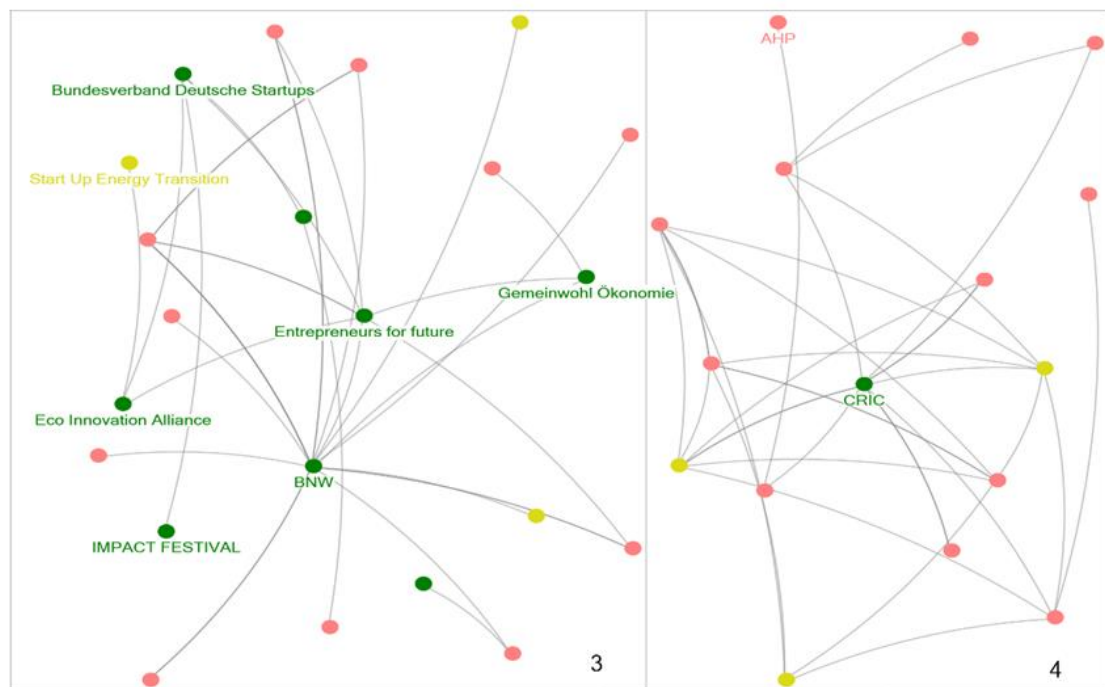 Bundesverband Deutsche Startups
Start Up Energy Transition
Gemeinwohl Ökonomie
Entrepreneurs for future
Eco Innovation Alliance
BNW
IMPACT FESTIVAL
3
AHP
CRIC
4